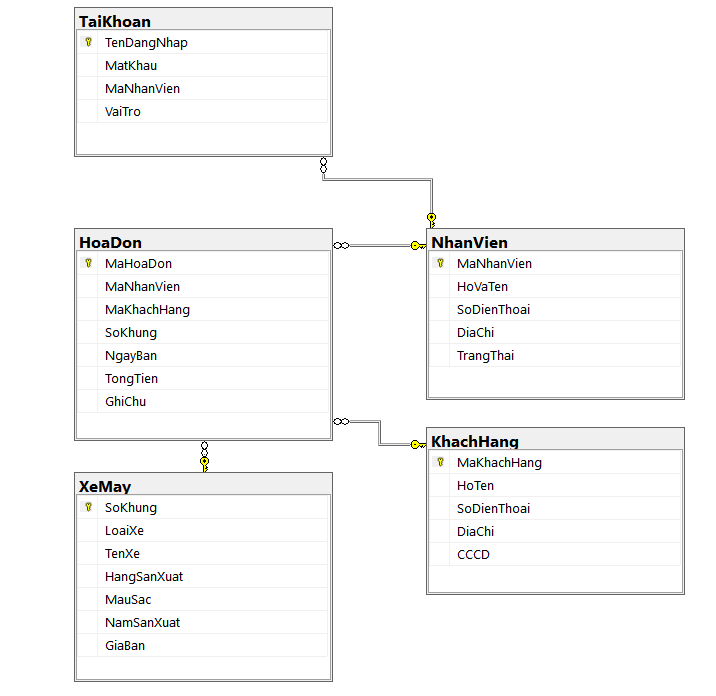 TaiKhoan
TenDangNhap
MatKhau
MaNhanVien
VaiTro
HoaDon
MaHoaDon
MaNhanVien
MaKhachHang
SoKhung
NgayBan
TongTien
GhiChu
NhanVien
MaNhanVien
HoVaTen
SoDienThoai
DiaChi
TrangThai
KhachHang
MaKhachHang
HoTen
SoDienThoai
DiaChi
CCCD
XeMay
SoKhung
LoaiXe
TenXe
HangSanXuat
MauSac
NamSanXuat
GiaBan